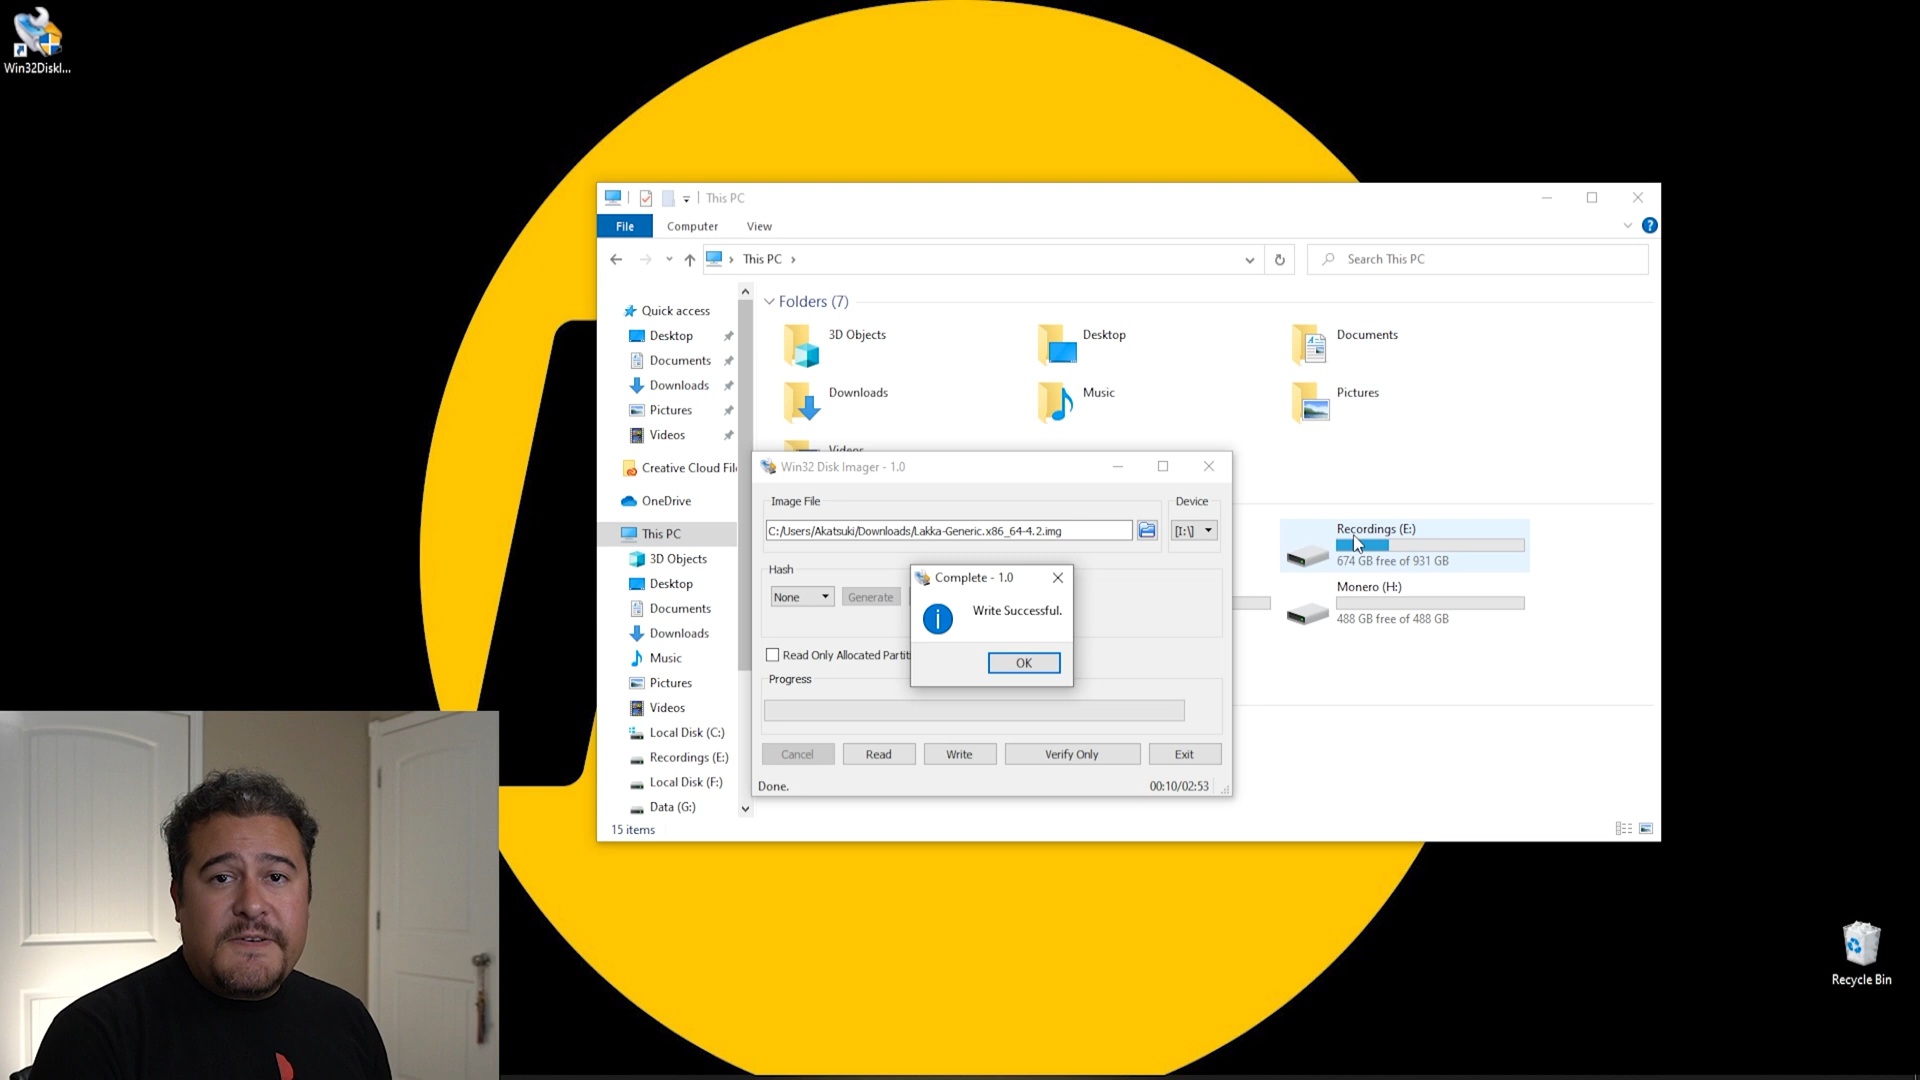 Win32DiskI...
This PC
File
Computer
View
This PC
Search This PC
Quick access
Desktop
Documents
Downloads
Pictures
Videos
Creative Cloud Fil
OneDrive
This PC
3D Objects
Desktop
Documents
Downloads
Music
Pictures
Videos
Local Disk (C:)
Recordings (E:)
Local Disk (F:)
Data (G:)
15 items
Folders (7)
3D Objects
Desktop
Documents
Downloads
Music
Pictures
Videos
Recordings (E:)
674 GB free of 931 GB
Monero (H:)
488 GB free of 488 GB
Win32 Disk Imager - 1.0
Image File
Device
C:/Users/Akatsuki/Downloads/Lakka-Generic.x86_64-4.2.img
[I:\]
Hash
None
Generate
Read Only Allocated Partit
Progress
Cancel
Read
Write
Verify Only
Exit
Done.
00:10/02:53
Complete - 1.0
Write Successful.
OK
Recycle Bin